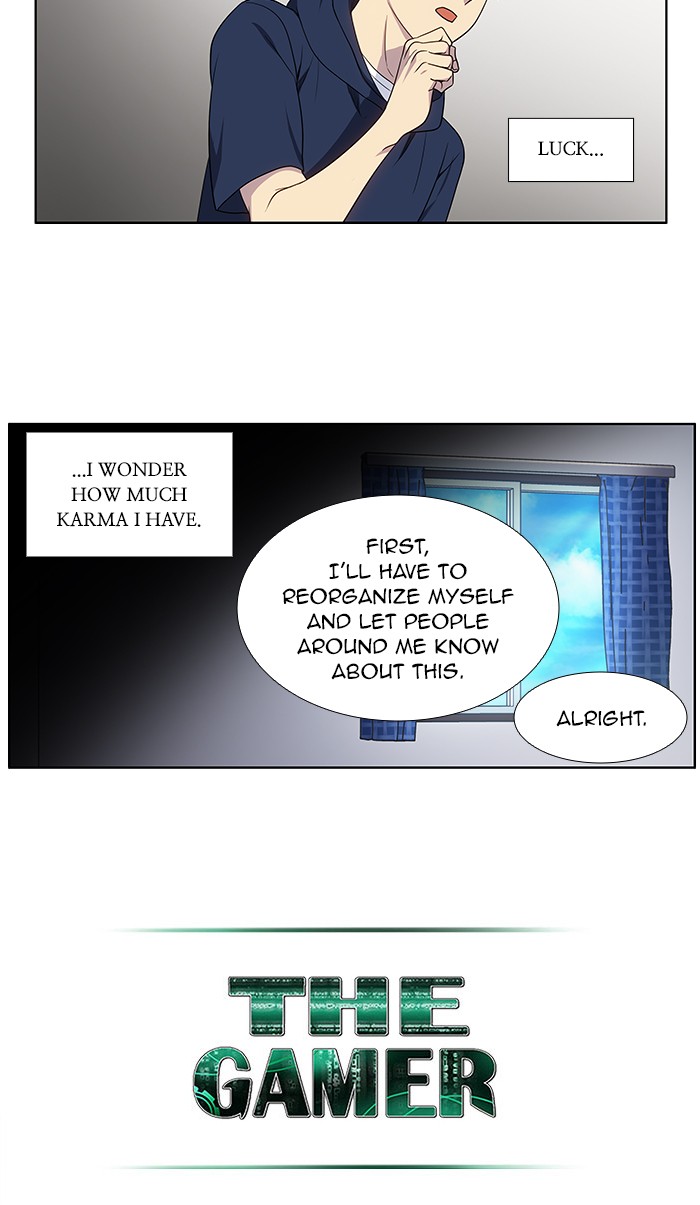 LUCK...
...I WONDER
HOW MUCH
KARMA I HAVE.
FIRST,
I'LL HAVE TO
REORGANIZE MYSELF
AND LET PEOPLE
AROUND ME KNOW
ABOUT THIS.
ALRIGHT.
THE
GAMER